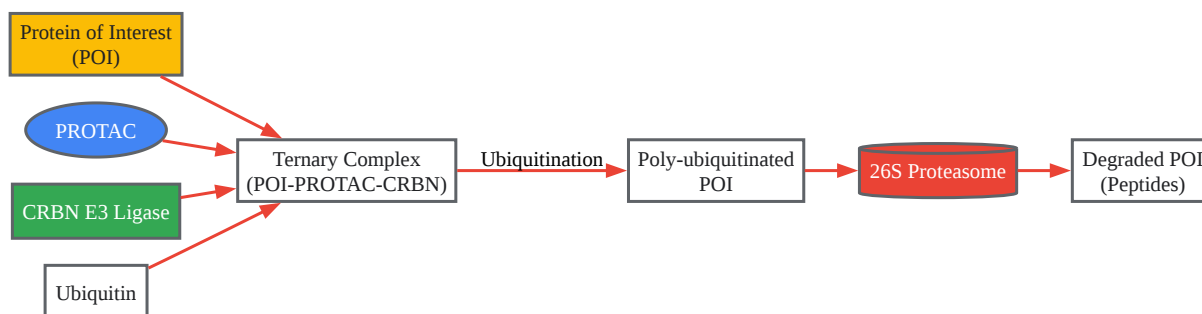 Protein of Interest
(POI)
PROTAC
CRBN E3 Ligase
Ubiquitin
Ternary Complex
(POI-PROTAC-CRBN)
Ubiquitination
Poly-ubiquitinated
POI
26S Proteasome
Degraded POI
(Peptides)